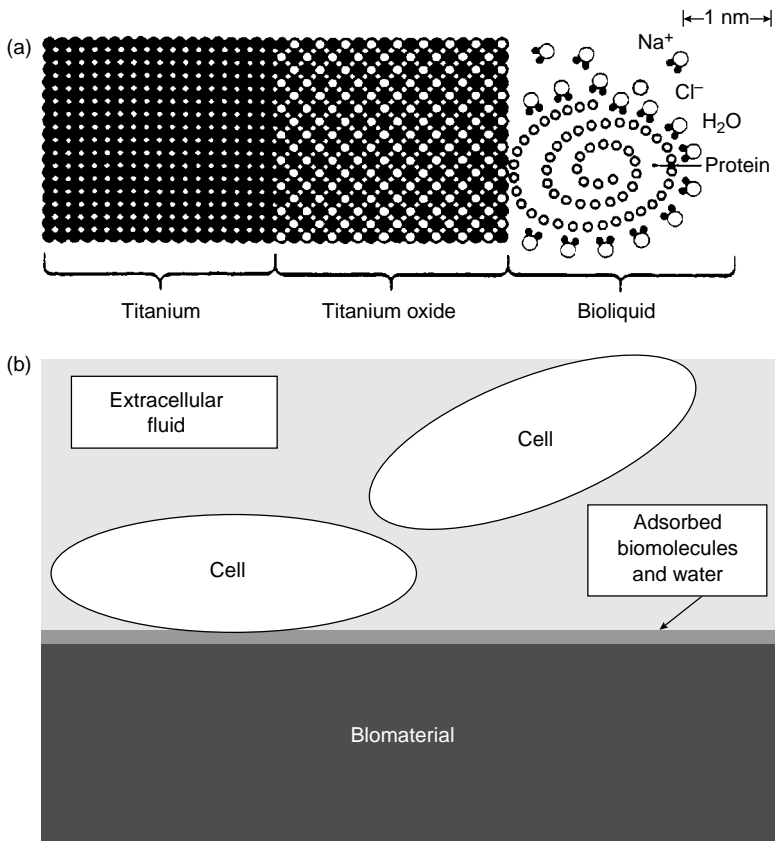 (a)
1 nm
Na⁺
Cl⁻
H₂O
Protein
Titanium
Titanium oxide
Bioliquid
(b)
Extracellular
fluid
Cell
Cell
Adsorbed
biomolecules
and water
Blomaterial